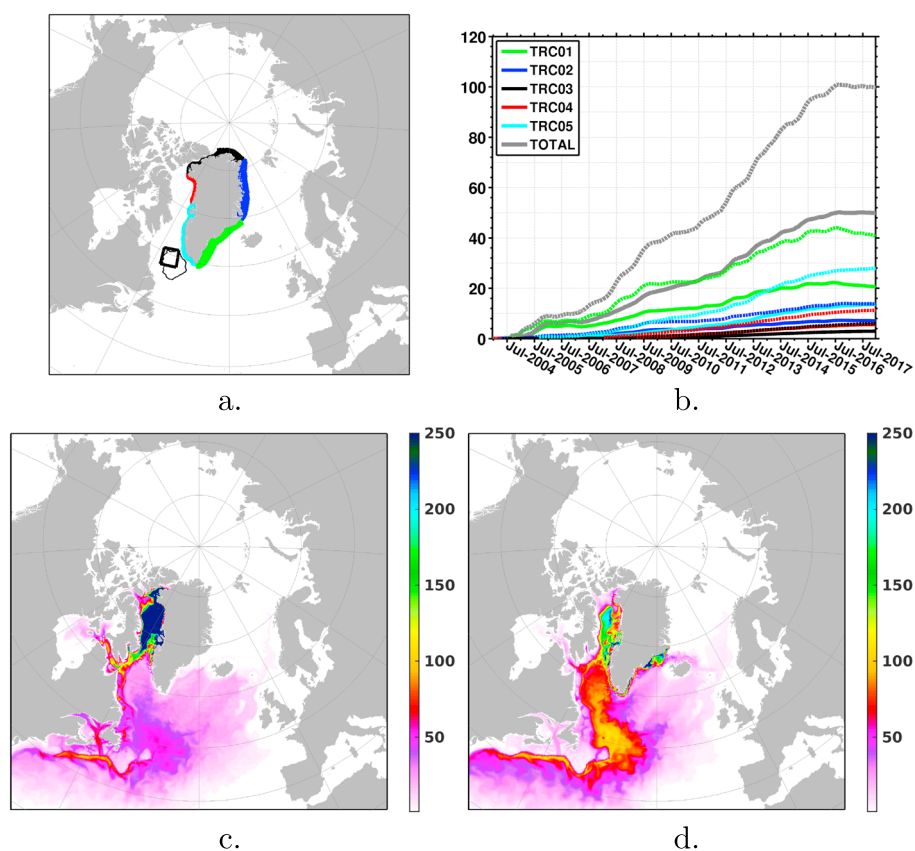 120
100
80
60
40
20
0
TRC01
TRC02
TRC03
TRC04
TRC05
TOTAL
Jul-2004
Jul-2005
Jul-2006
Jul-2007
Jul-2008
Jul-2009
Jul-2010
Jul-2011
Jul-2012
Jul-2013
Jul-2014
Jul-2015
Jul-2016
Jul-2017
a.
b.
250
200
150
100
50
250
200
150
100
50
c.
d.